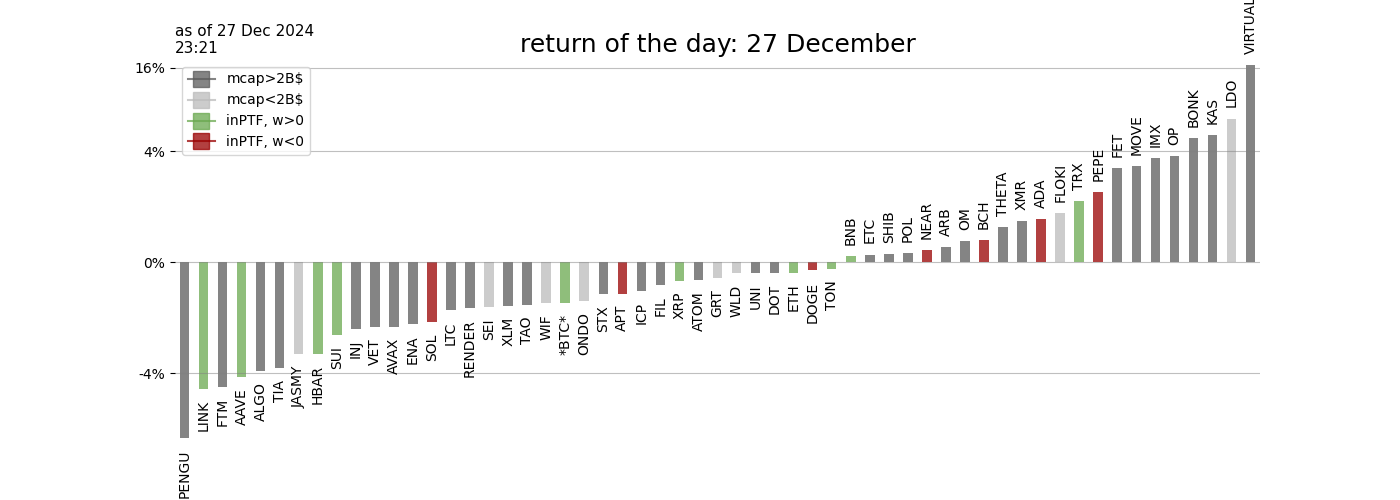 as of 27 Dec 2024
23:21
return of the day: 27 December
mcap>2B$
mcap<2B$
inPTF, w>0
inPTF, w<0
16%
4%
0%
-4%
PENGU
LINK
FTM
AAVE
ALGO
TIA
JASMY
HBAR
SUI
INJ
VET
AVAX
ENA
SOL
LTC
RENDER
SEI
XLM
TAO
WIF
*BTC*
ONDO
STX
APT
ICP
FIL
XRP
ATOM
GRT
WLD
UNI
DOT
ETH
DOGE
TON
BNB
ETC
SHIB
POL
NEAR
ARB
OM
BCH
THETA
XMR
ADA
FLOKI
TRX
PEPE
FET
MOVE
IMX
OP
BONK
KAS
LDO
VIRTUAL